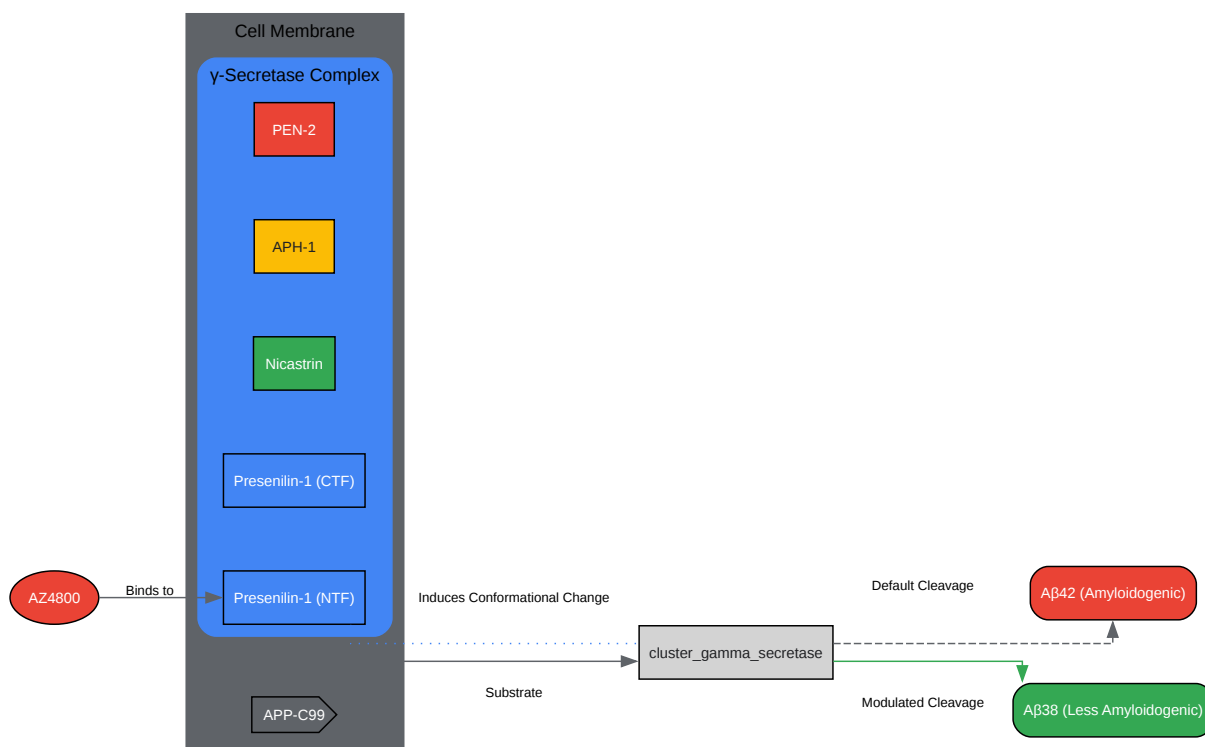 Cell Membrane
γ-Secretase Complex
PEN-2
APH-1
Nicastrin
Presenilin-1 (CTF)
AZ4800
Binds to
Presenilin-1 (NTF)
Induces Conformational Change
Default Cleavage
Aβ42 (Amyloidogenic)
cluster_gamma_secretase
Substrate
Modulated Cleavage
Aβ38 (Less Amyloidogenic)
APP-C99